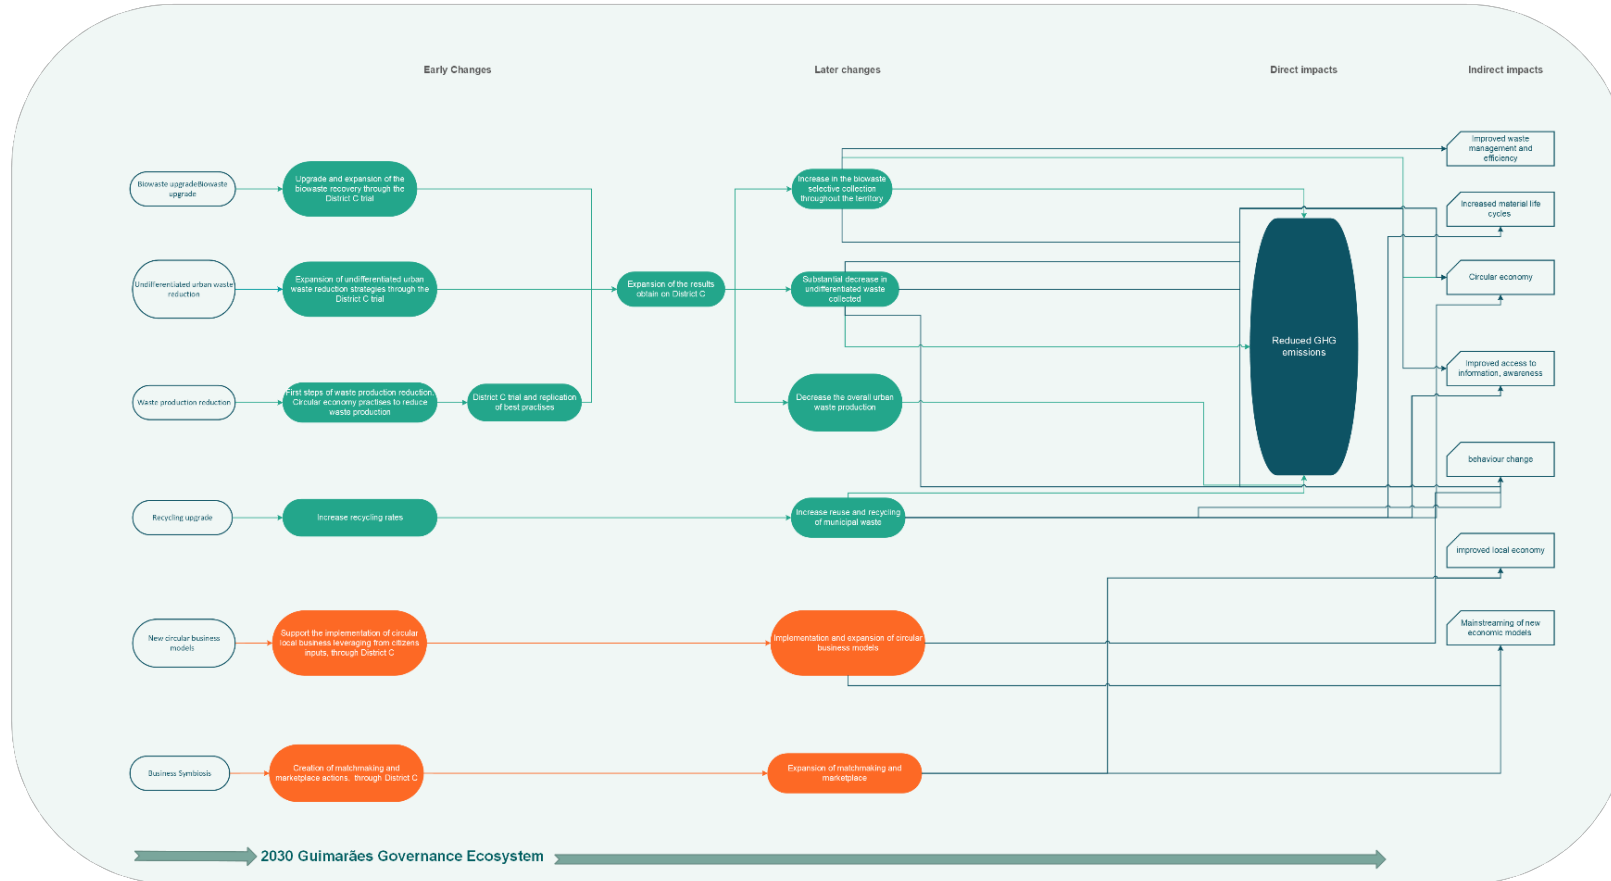 Early Changes
Later changes
Direct impacts
Indirect impacts
Biowaste upgradeBiowaste
upgrade
Upgrade and expansion of the
biowaste recovery through the
District C trial
Increase in the biowaste
selective collection
throughout the territory
Improved waste
management and
efficiency
Increased material life
cycles
Undifferentiated urban waste
reduction
Expansion of undifferentiated urban
waste reduction strategies through the
District C trial
Expansion of the results
obtain on District C
Substantial decrease in
undifferentiated waste
collected
Circular economy
Reduced GHG
emissions
Improved access to
information, awareness
Waste production reduction
First steps of waste production reduction.
Circular economy practises to reduce
waste production
District C trial and replication
of best practises
Decrease the overall urban
waste production
behaviour change
Recycling upgrade
Increase recycling rates
Increase reuse and recycling
of municipal waste
improved local economy
New circular business
models
Support the implementation of circular
local business leveraging from citizens
inputs, through District C
Implementation and expansion of circular
business models
Mainstreaming of new
economic models
Business Symbiosis
Creation of matchmaking and
marketplace actions, through District C
Expansion of matchmaking and
marketplace
2030 Guimarães Governance Ecosystem